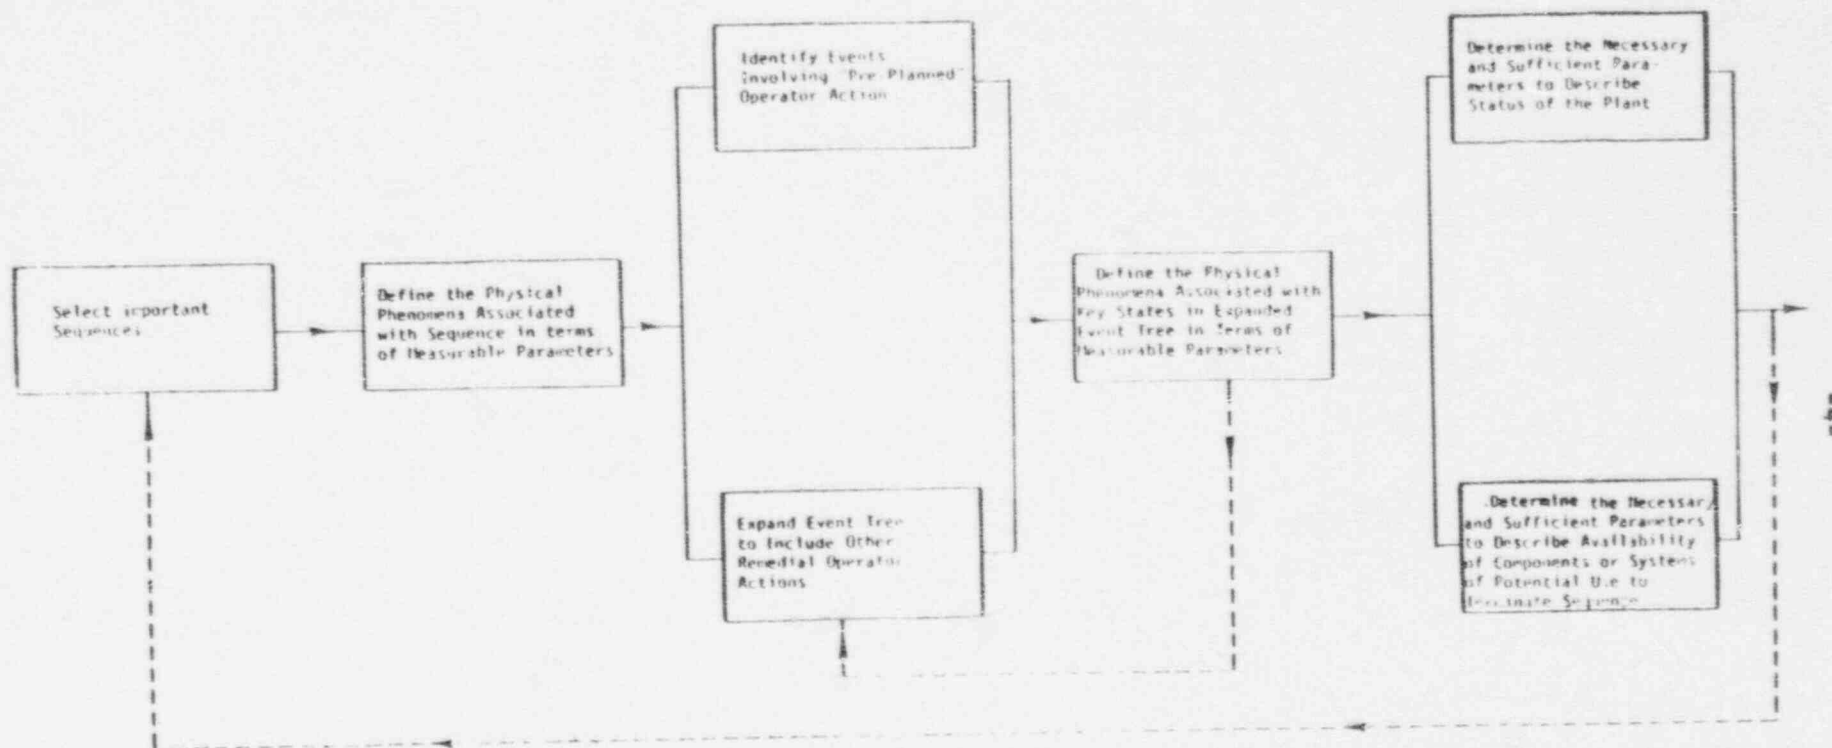 Select important
Sequences
Define the Physical
Phenomena Associated
with Sequence in terms
of Measurable Parameters
Identify Events
Involving "Pre Planned"
Operator Action
Expand Event Tree
to Include Other
Remedial Operator
Actions
Define the Physical
Phenomena Associated with
Key States in Expanded
Event Tree in Terms of
Measurable Parameters
Determine the Necessary
and Sufficient Para-
meters to Describe
Status of the Plant
Determine the Necessary
and Sufficient Parameters
to Describe Availability
of Components or Systems
of Potential Use to
Terminate Sequence